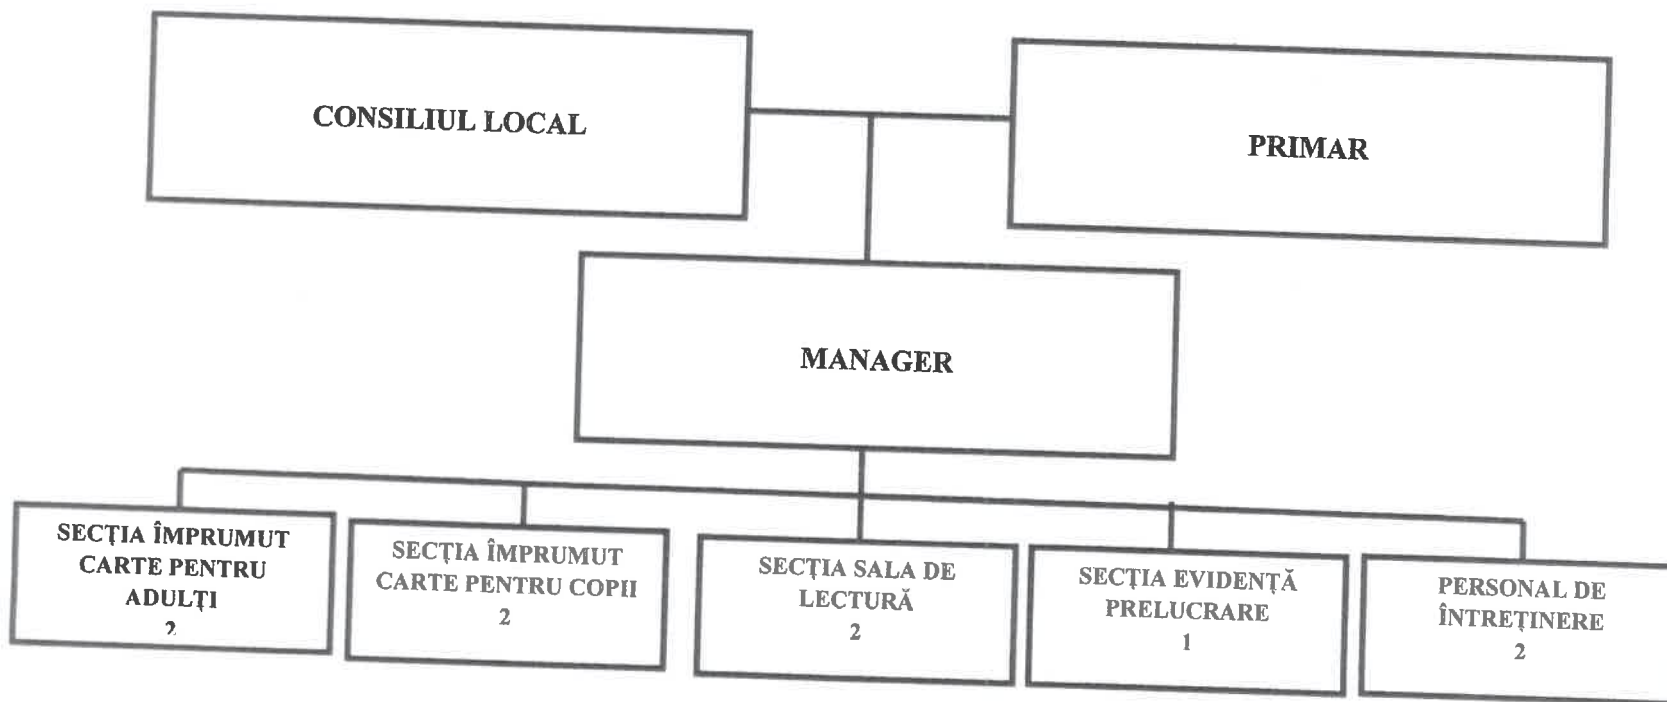 CONSILIUL LOCAL
PRIMAR
MANAGER
SECȚIA ÎMPRUMUT
CARTE PENTRU
ADULȚI
2
SECȚIA ÎMPRUMUT
CARTE PENTRU COPII
2
SECȚIA SALA DE
LECTURĂ
2
SECȚIA EVIDENȚĂ
PRELUCRARE
1
PERSONAL DE
ÎNTREȚINERE
2